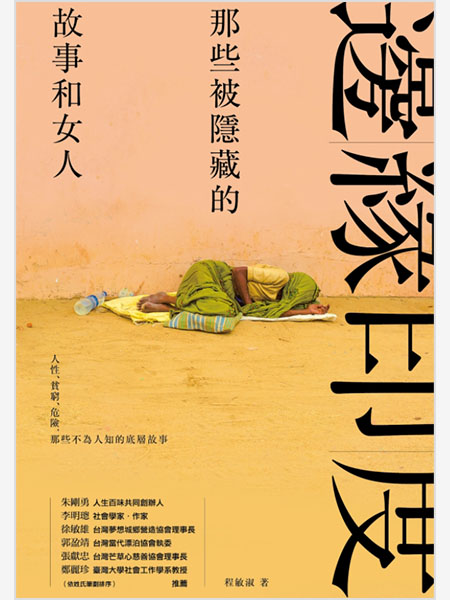 邊緣印度
那些被隱藏的
故事和女人
人性、貧窮、危險,
那些不為人知的底層故事
朱剛勇 人生百味共同創辦人
李明璁 社會學家・作家
徐敏雄 台灣夢想城鄉營造協會理事長
郭盈靖 台灣當代漂泊協會執委
張獻忠 台灣芒草心慈善協會理事長
鄭麗珍 臺灣大學社會工作學系教授
(依姓氏筆劃排序) 推薦
程敏淑 著